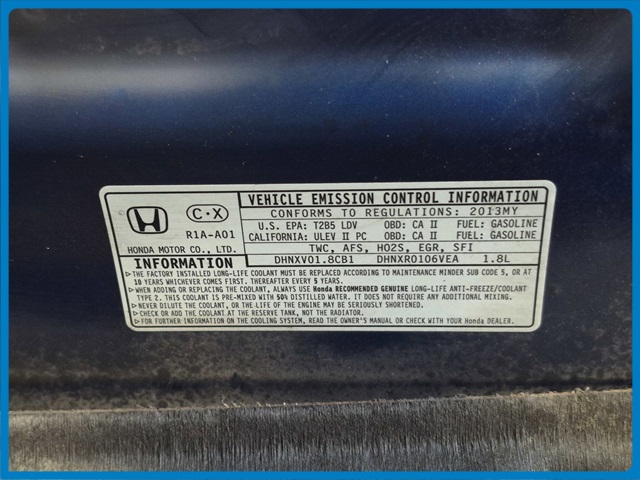 VEHICLE EMISSION CONTROL INFORMATION
CONFORMS TO REGULATIONS: 2013MY
C·X
R1A-A01
HONDA MOTOR CO., LTD.
U.S. EPA: T2B5 LDV OBD: CA II FUEL: GASOLINE
CALIFORNIA: ULEV II PC OBD: CA II FUEL: GASOLINE
TWC, AFS, HO2S, EGR, SFI
INFORMATION
DHNXV01.8CB1 DHNXR0106VEA 1.8L
▷THE FACTORY INSTALLED LONG-LIFE COOLANT MUST BE REPLACED ACCORDING TO MAINTENANCE MINDER SUB CODE 5, OR AT
10 YEARS WHICHEVER COMES FIRST. THEREAFTER EVERY 5 YEARS.
▷WHEN ADDING OR REPLACING THE COOLANT, ALWAYS USE Honda RECOMMENDED GENUINE LONG-LIFE ANTI-FREEZE/COOLANT
TYPE 2. THIS COOLANT IS PRE-MIXED WITH 50% DISTILLED WATER. IT DOES NOT REQUIRE ANY ADDITIONAL MIXING.
▷NEVER DILUTE THE COOLANT, OR THE LIFE OF THE ENGINE MAY BE SERIOUSLY SHORTENED.
▷CHECK OR ADD THE COOLANT AT THE RESERVE TANK, NOT THE RADIATOR.
▷FOR FURTHER INFORMATION ON THE COOLING SYSTEM, READ THE OWNER'S MANUAL OR CHECK WITH YOUR Honda DEALER.